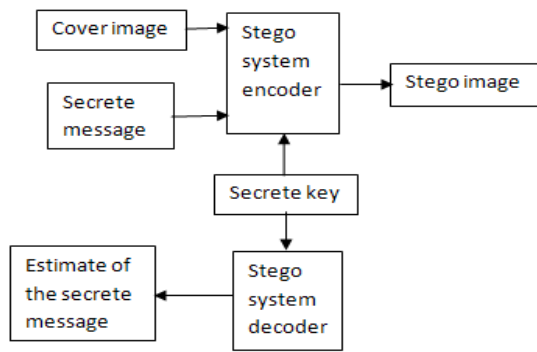 Cover image
Stego
system
encoder
Stego image
Secrete
message
Secrete key
Estimate of
the secrete
message
Stego
system
decoder